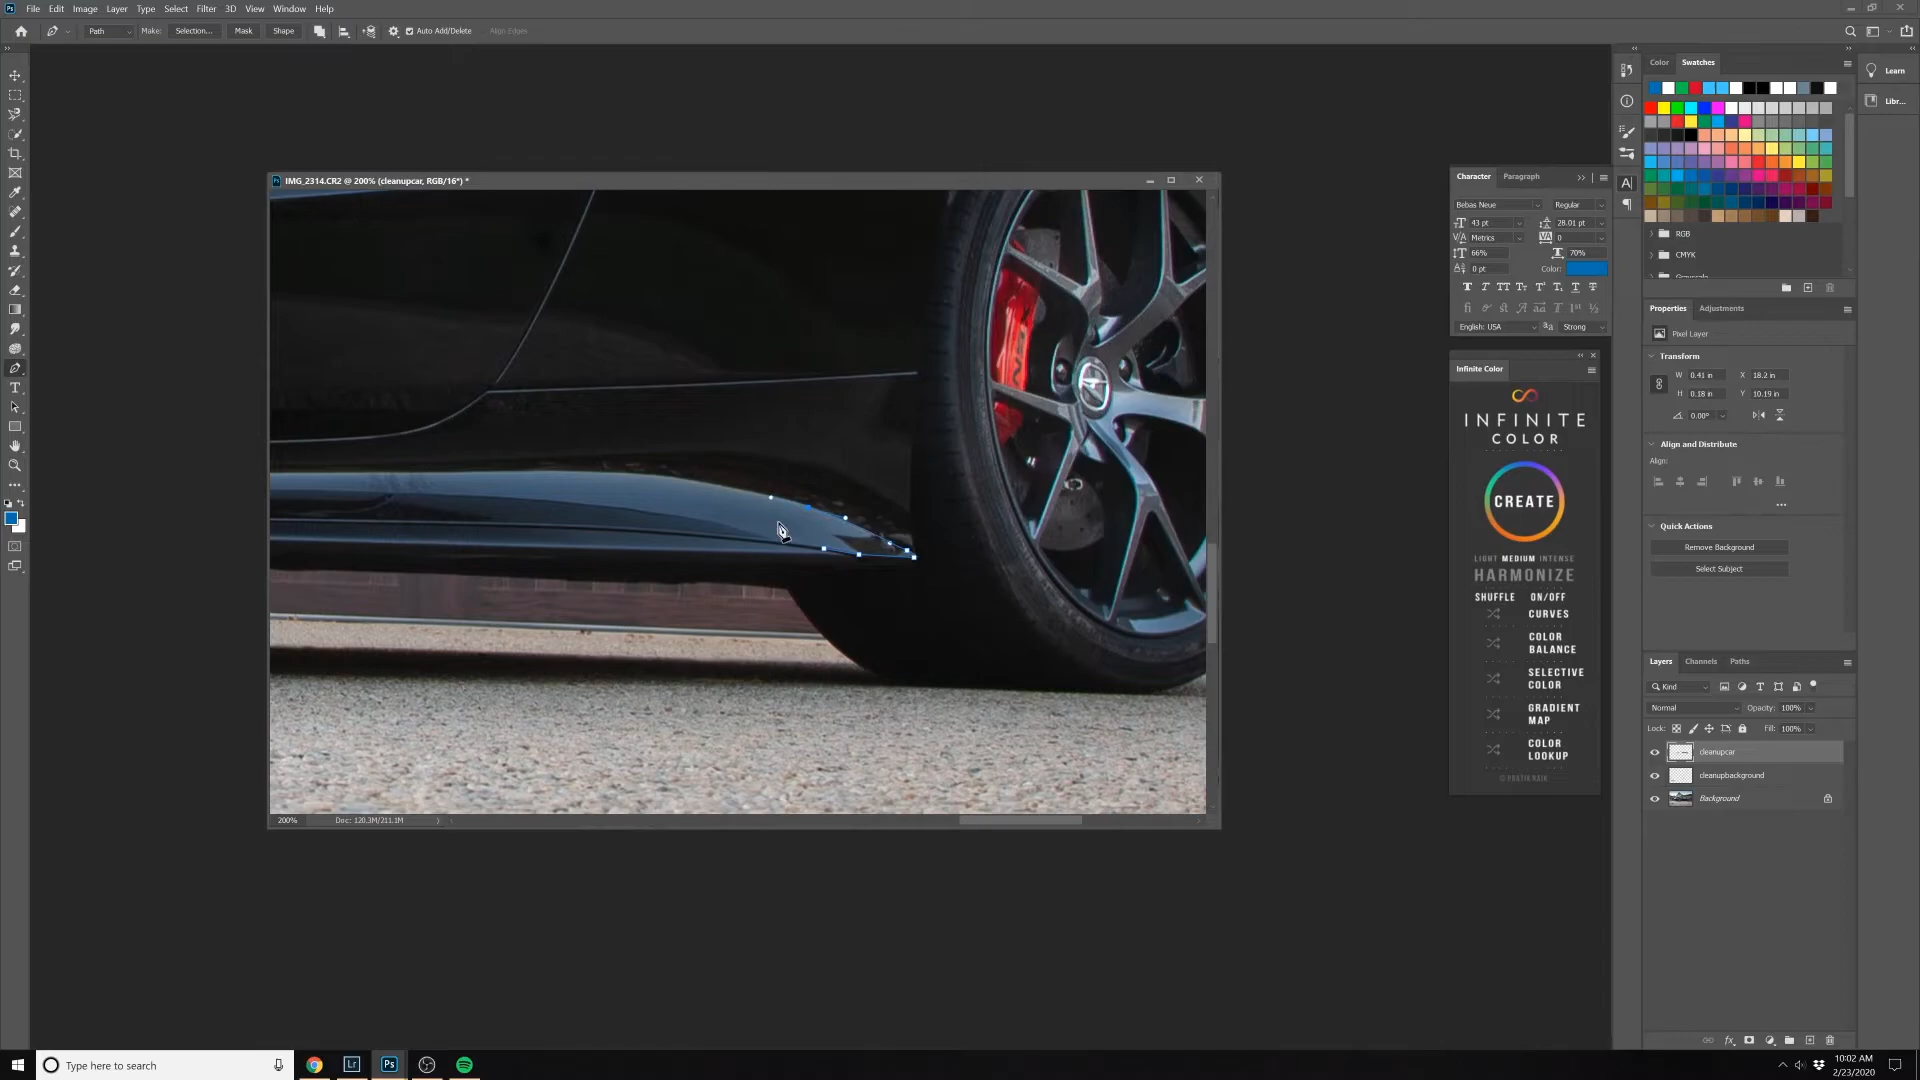 Ps File Edit Image Layer Type Select Filter 3D View Window Help
Path Make: Selection... Mask Shape Auto Add/Delete Align Edges
IMG_2314.CR2 @ 200% (cleanupcar, RGB/16*) *
200% Doc: 120.3M/211.1M
Character Paragraph
Bebas Neue Regular
43 pt 28.01 pt
Metrics 0
66% 70%
0 pt Color:
English: USA Strong
Infinite Color
INFINITE
COLOR
CREATE
LIGHT MEDIUM INTENSE
HARMONIZE
SHUFFLE ON/OFF
CURVES
COLOR
BALANCE
SELECTIVE
COLOR
GRADIENT
MAP
COLOR
LOOKUP
© PRATIK NAIK
Color Swatches
RGB
CMYK
Grayscale
Learn
Libr...
Properties Adjustments
Pixel Layer
Transform
W 0.41 in X 18.2 in
H 0.18 in Y 10.19 in
0.00°
Align and Distribute
Align:
Quick Actions
Remove Background
Select Subject
Layers Channels Paths
Kind
Normal Opacity: 100%
Lock: Fill: 100%
cleanupcar
cleanupbackground
Background
Type here to search
Lr Ps
10:02 AM
2/23/2020